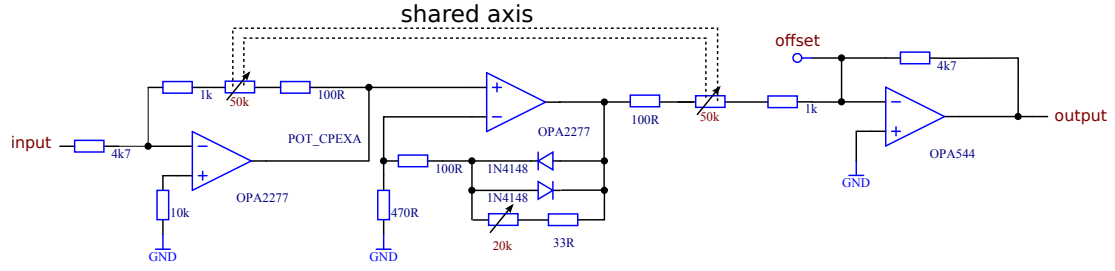 shared axis
offset
4k7
1k
50k
100R
100R
50k
1k
POT_CPEXA
OPA2277
input
4k7
output
OPA544
100R
1N4148
GND
OPA2277
1N4148
10k
470R
20k
33R
GND
GND